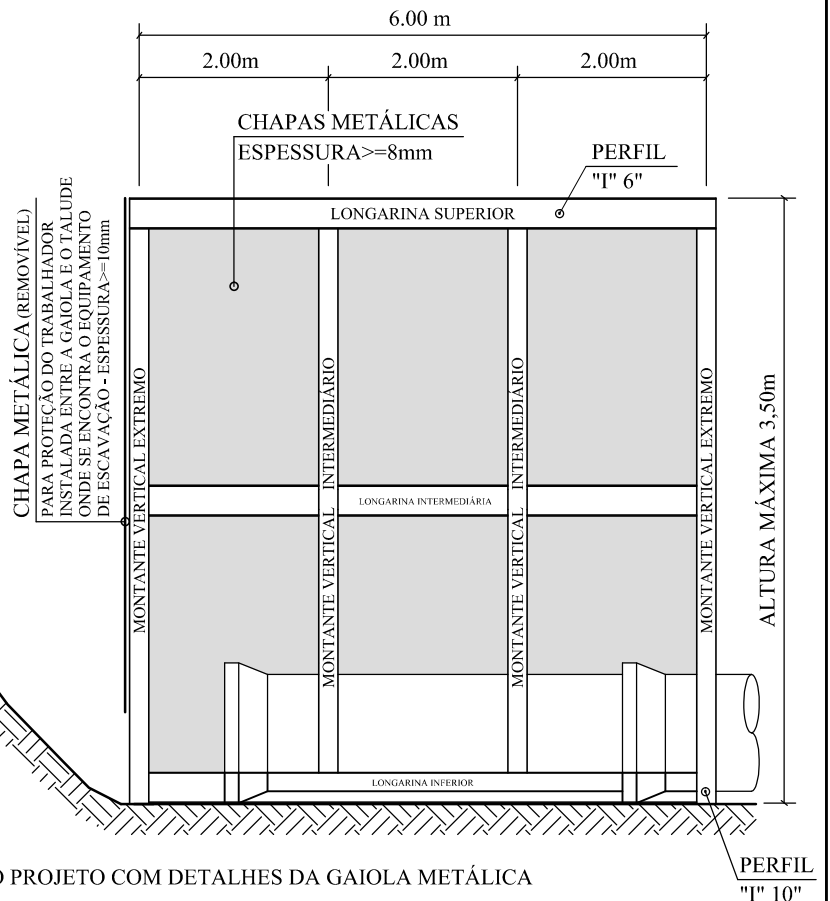 6.00 m
2.00m
2.00m
2.00m
CHAPAS METÁLICAS
ESPESSURA>=8mm
PERFIL
"I" 6"
LONGARINA SUPERIOR
CHAPA METÁLICA (REMOVÍVEL)
PARA PROTEÇÃO DO TRABALHADOR
INSTALADA ENTRE A GAIOLA E O TALUDE
ONDE SE ENCONTRA O EQUIPAMENTO
DE ESCAVAÇÃO - ESPESSURA>=10mm
MONTANTE VERTICAL EXTREMO
MONTANTE VERTICAL INTERMEDIÁRIO
MONTANTE VERTICAL INTERMEDIÁRIO
MONTANTE VERTICAL EXTREMO
ALTURA MÁXIMA 3,50m
LONGARINA INTERMEDIÁRIA
LONGARINA INFERIOR
PROJETO COM DETALHES DA GAIOLA METÁLICA
PERFIL
"I" 10"